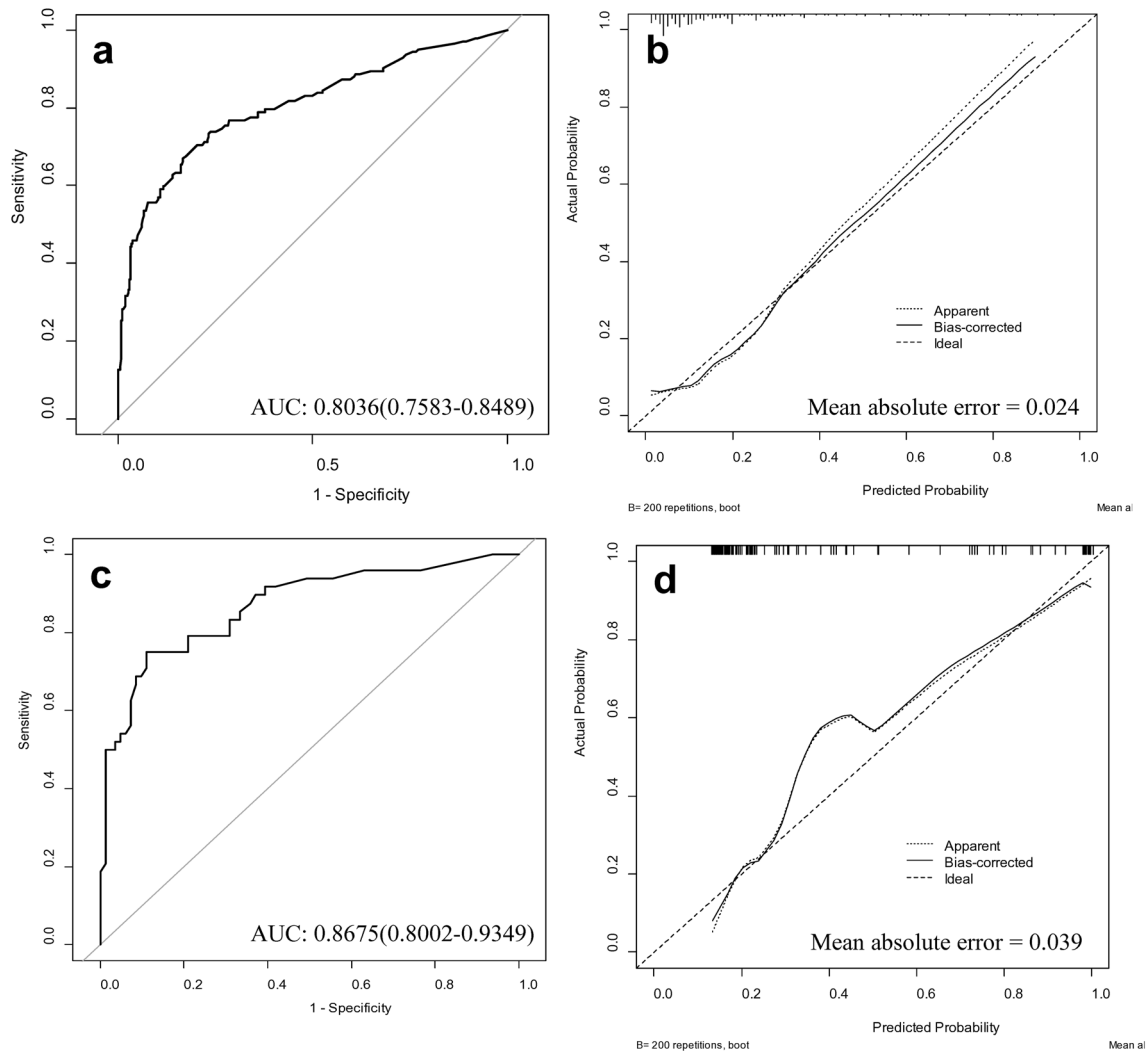 a
1.0
0.8
0.6
0.4
0.2
0.0
Sensitivity
AUC: 0.8036(0.7583-0.8489)
0.0 0.5 1.0
1 - Specificity
b
1.0
0.8
0.6
0.4
0.2
0.0
Actual Probability
Apparent
Bias-corrected
Ideal
Mean absolute error = 0.024
0.0 0.2 0.4 0.6 0.8 1.0
Predicted Probability
B= 200 repetitions, boot
Mean al
c
1.0
0.8
0.6
0.4
0.2
0.0
Sensitivity
AUC: 0.8675(0.8002-0.9349)
0.0 0.2 0.4 0.6 0.8 1.0
1 - Specificity
d
1.0
0.8
0.6
0.4
0.2
0.0
Actual Probability
Apparent
Bias-corrected
Ideal
Mean absolute error = 0.039
0.0 0.2 0.4 0.6 0.8 1.0
Predicted Probability
B= 200 repetitions, boot
Mean al